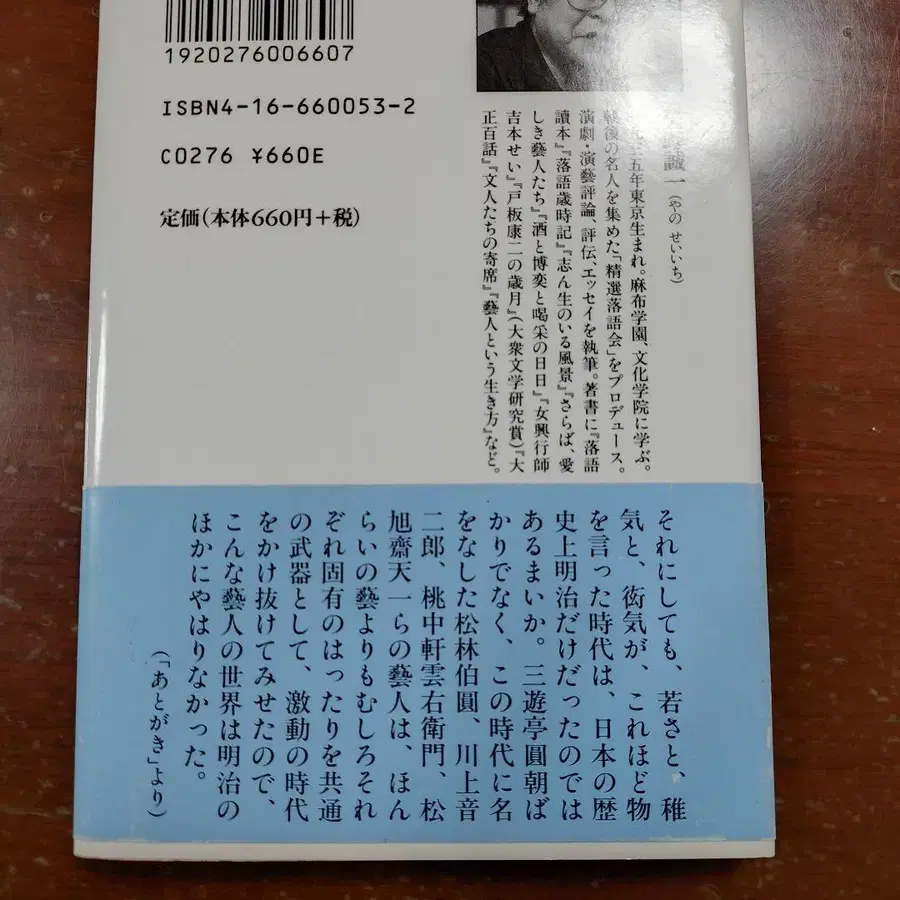 1920276006607
ISBN4-16-660053-2
C0276 ¥660E
定価(本体660円+税)
誠一(やの せいいち)
五年東京生まれ。麻布学園、文化学院に学ぶ。
戦後の名人を集めた「精選落語会」をプロデュース。
演劇・演藝評論、評伝、エッセイを執筆。著書に『落語
讀本』『落語歳時記』『志ん生のいる風景』『さらば、愛
しき藝人たち』『酒と博奕と喝采の日日』『女興行師
吉本せい』『戸板康二の歳月』(大衆文学研究賞)『大
正百話』『文人たちの寄席』『藝人という生き方』など。
それにしても、若さと、稚
気と、衒気が、これほど物
を言った時代は、日本の歴
史上明治だけだったのでは
あるまいか。三遊亭圓朝ば
かりでなく、この時代に名
をなした松林伯圓、川上音
二郎、桃中軒雲右衛門、松
旭齋天一らの藝人は、ほん
らいの藝よりもむしろそれ
ぞれ固有のはったりを共通
の武器として、激動の時代
をかけ抜けてみせたので、
こんな藝人の世界は明治の
ほかにやはりなかった。
(「あとがき」より)